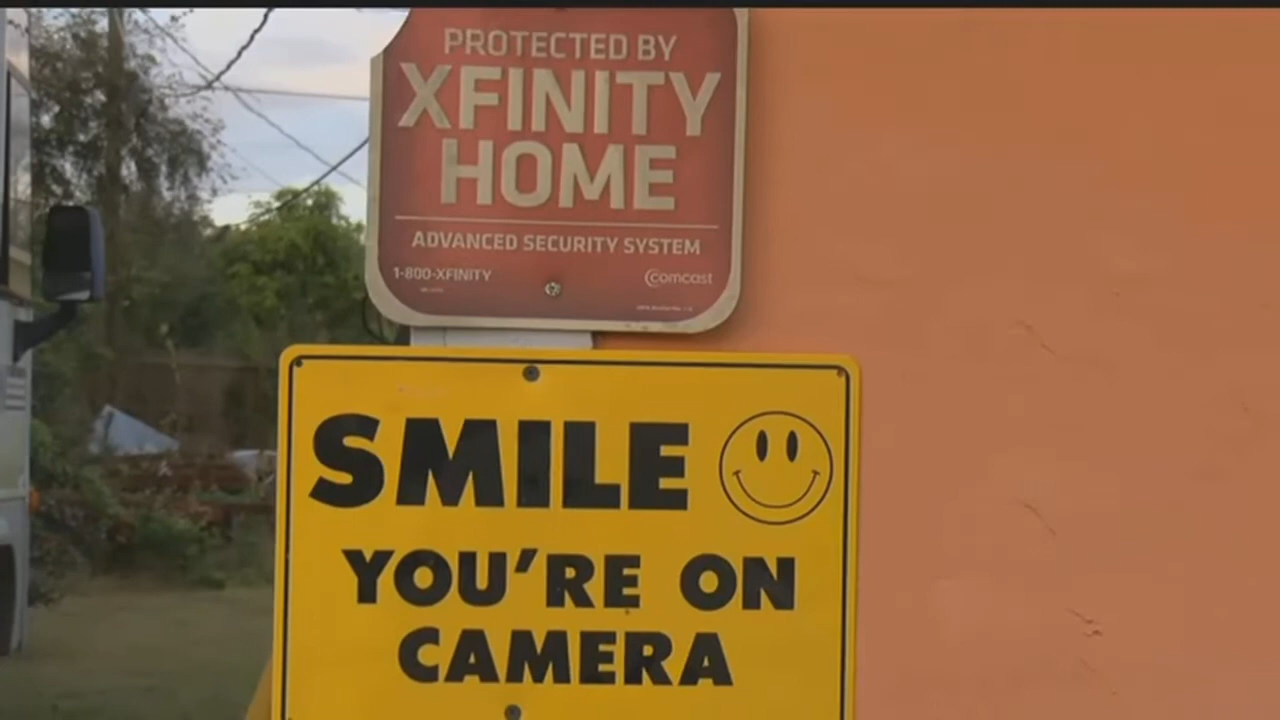 PROTECTED BY
XFINITY
HOME
ADVANCED SECURITY SYSTEM
1-800-XFINITY
comcast
SMILE
YOU'RE ON
CAMERA